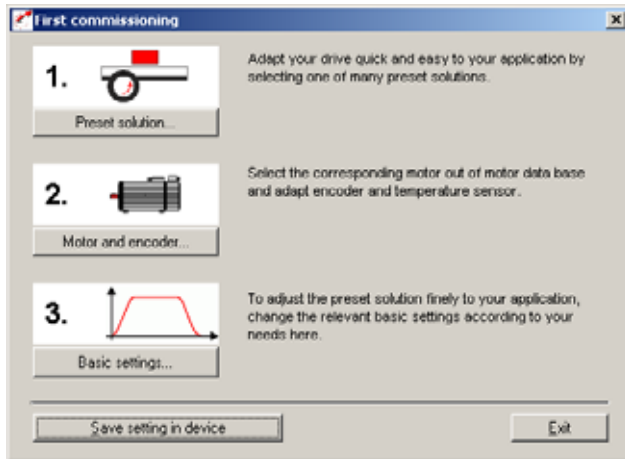 First commissioning
1.
Adapt your drive quick and easy to your application by
selecting one of many preset solutions.
Preset solution...
2.
Select the corresponding motor out of motor data base
and adapt encoder and temperature sensor.
Motor and encoder...
3.
To adjust the preset solution finely to your application,
change the relevant basic settings according to your
needs here.
Basic settings...
Save setting in device
Exit